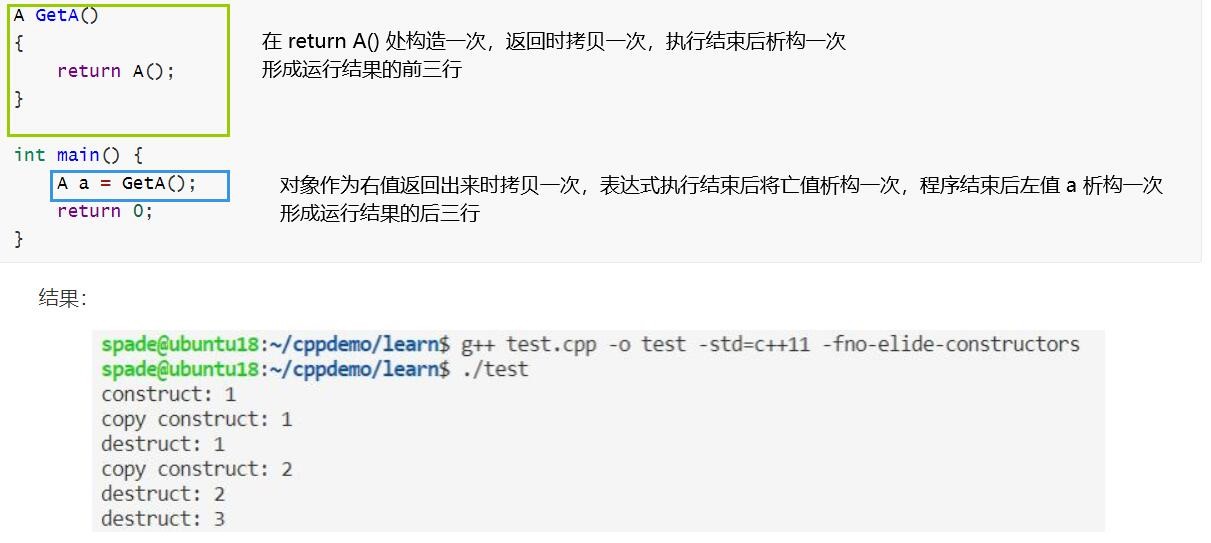 A GetA()
{
    return A();
}
在 return A() 处构造一次，返回时拷贝一次，执行结束后析构一次
形成运行结果的前三行
int main() {
    A a = GetA();
    return 0;
}
对象作为右值返回出来时拷贝一次，表达式执行结束后将亡值析构一次，程序结束后左值 a 析构一次
形成运行结果的后三行
结果：
spade@ubuntu18:~/cppdemo/learn$ g++ test.cpp -o test -std=c++11 -fno-elide-constructors
spade@ubuntu18:~/cppdemo/learn$ ./test
construct: 1
copy construct: 1
destruct: 1
copy construct: 2
destruct: 2
destruct: 3